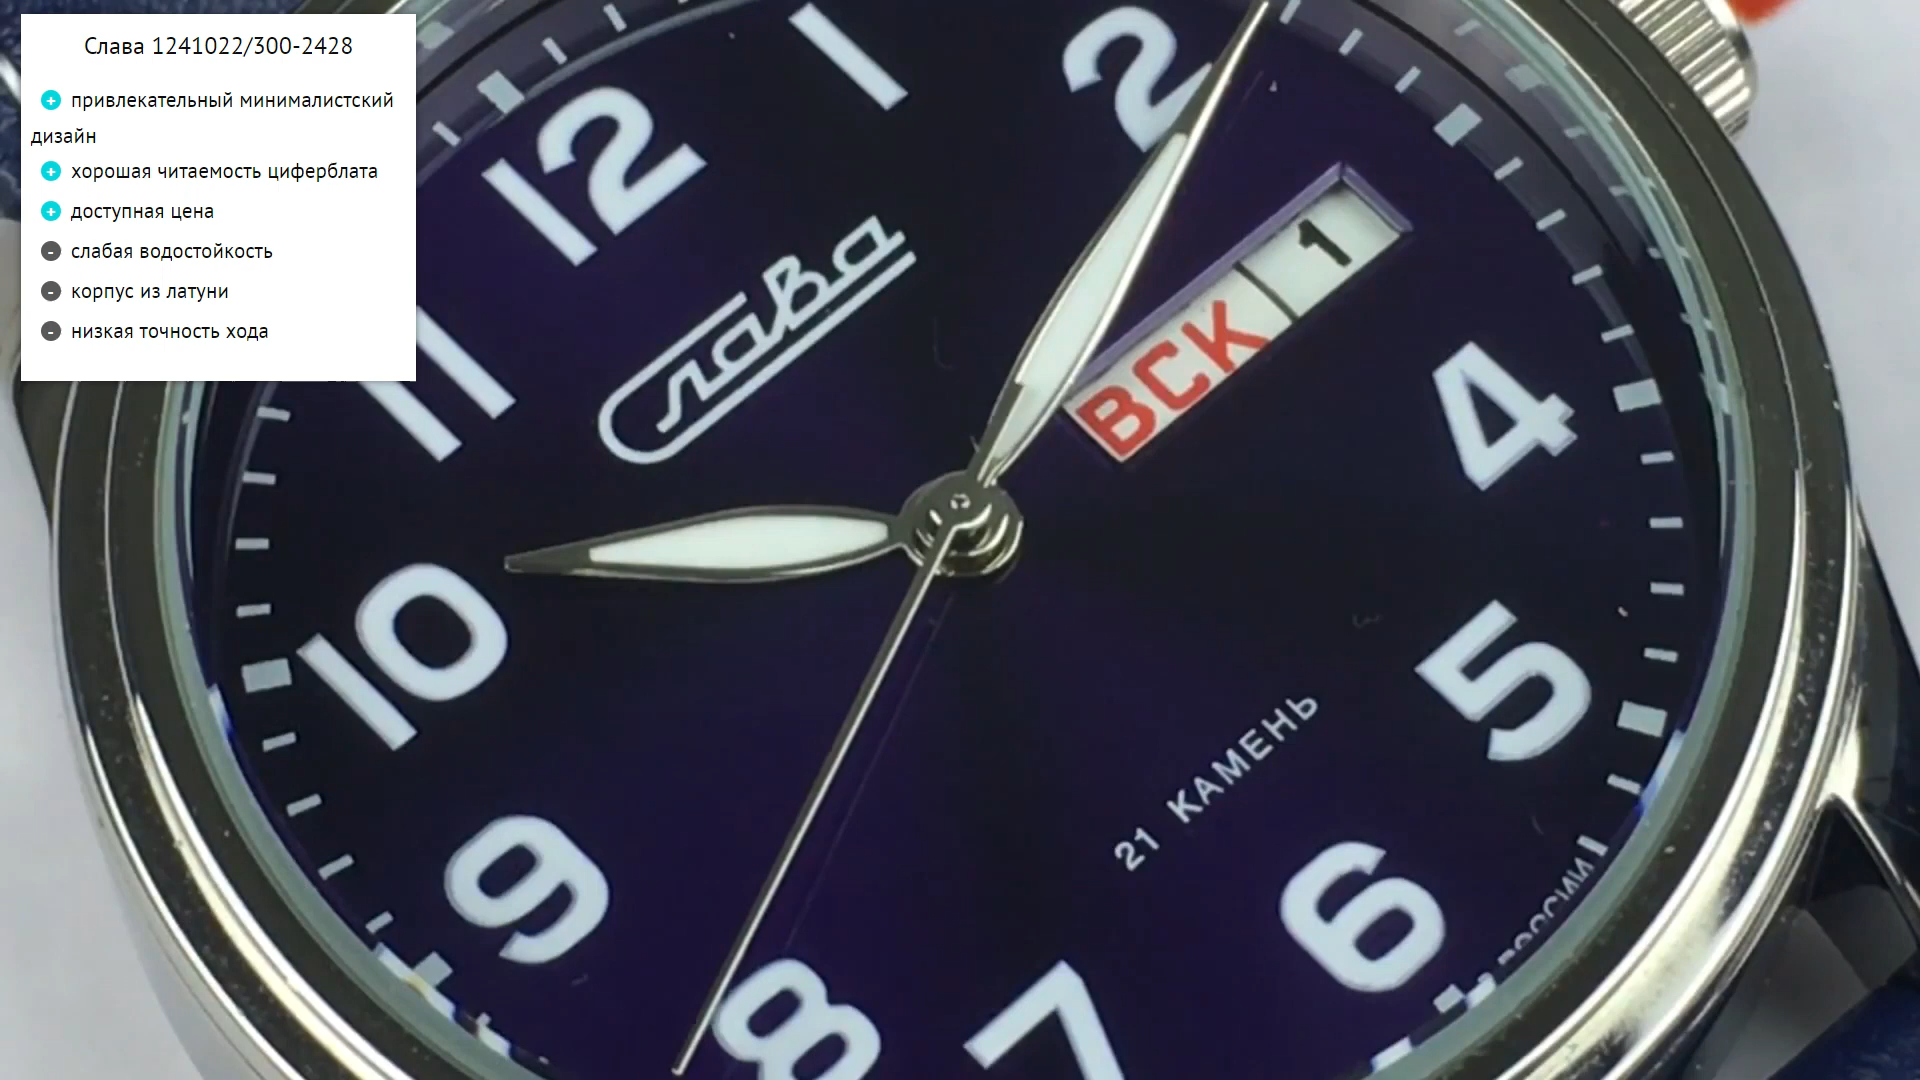 Слава 1241022/300-2428
+ привлекательный минималистский
дизайн
+ хорошая читаемость циферблата
+ доступная цена
- слабая водостойкость
- корпус из латуни
- низкая точность хода
12
1
2
11
Слава
ВСК 1
4
10
5
21 КАМЕНЬ
9
6
8
7
РОССИИ